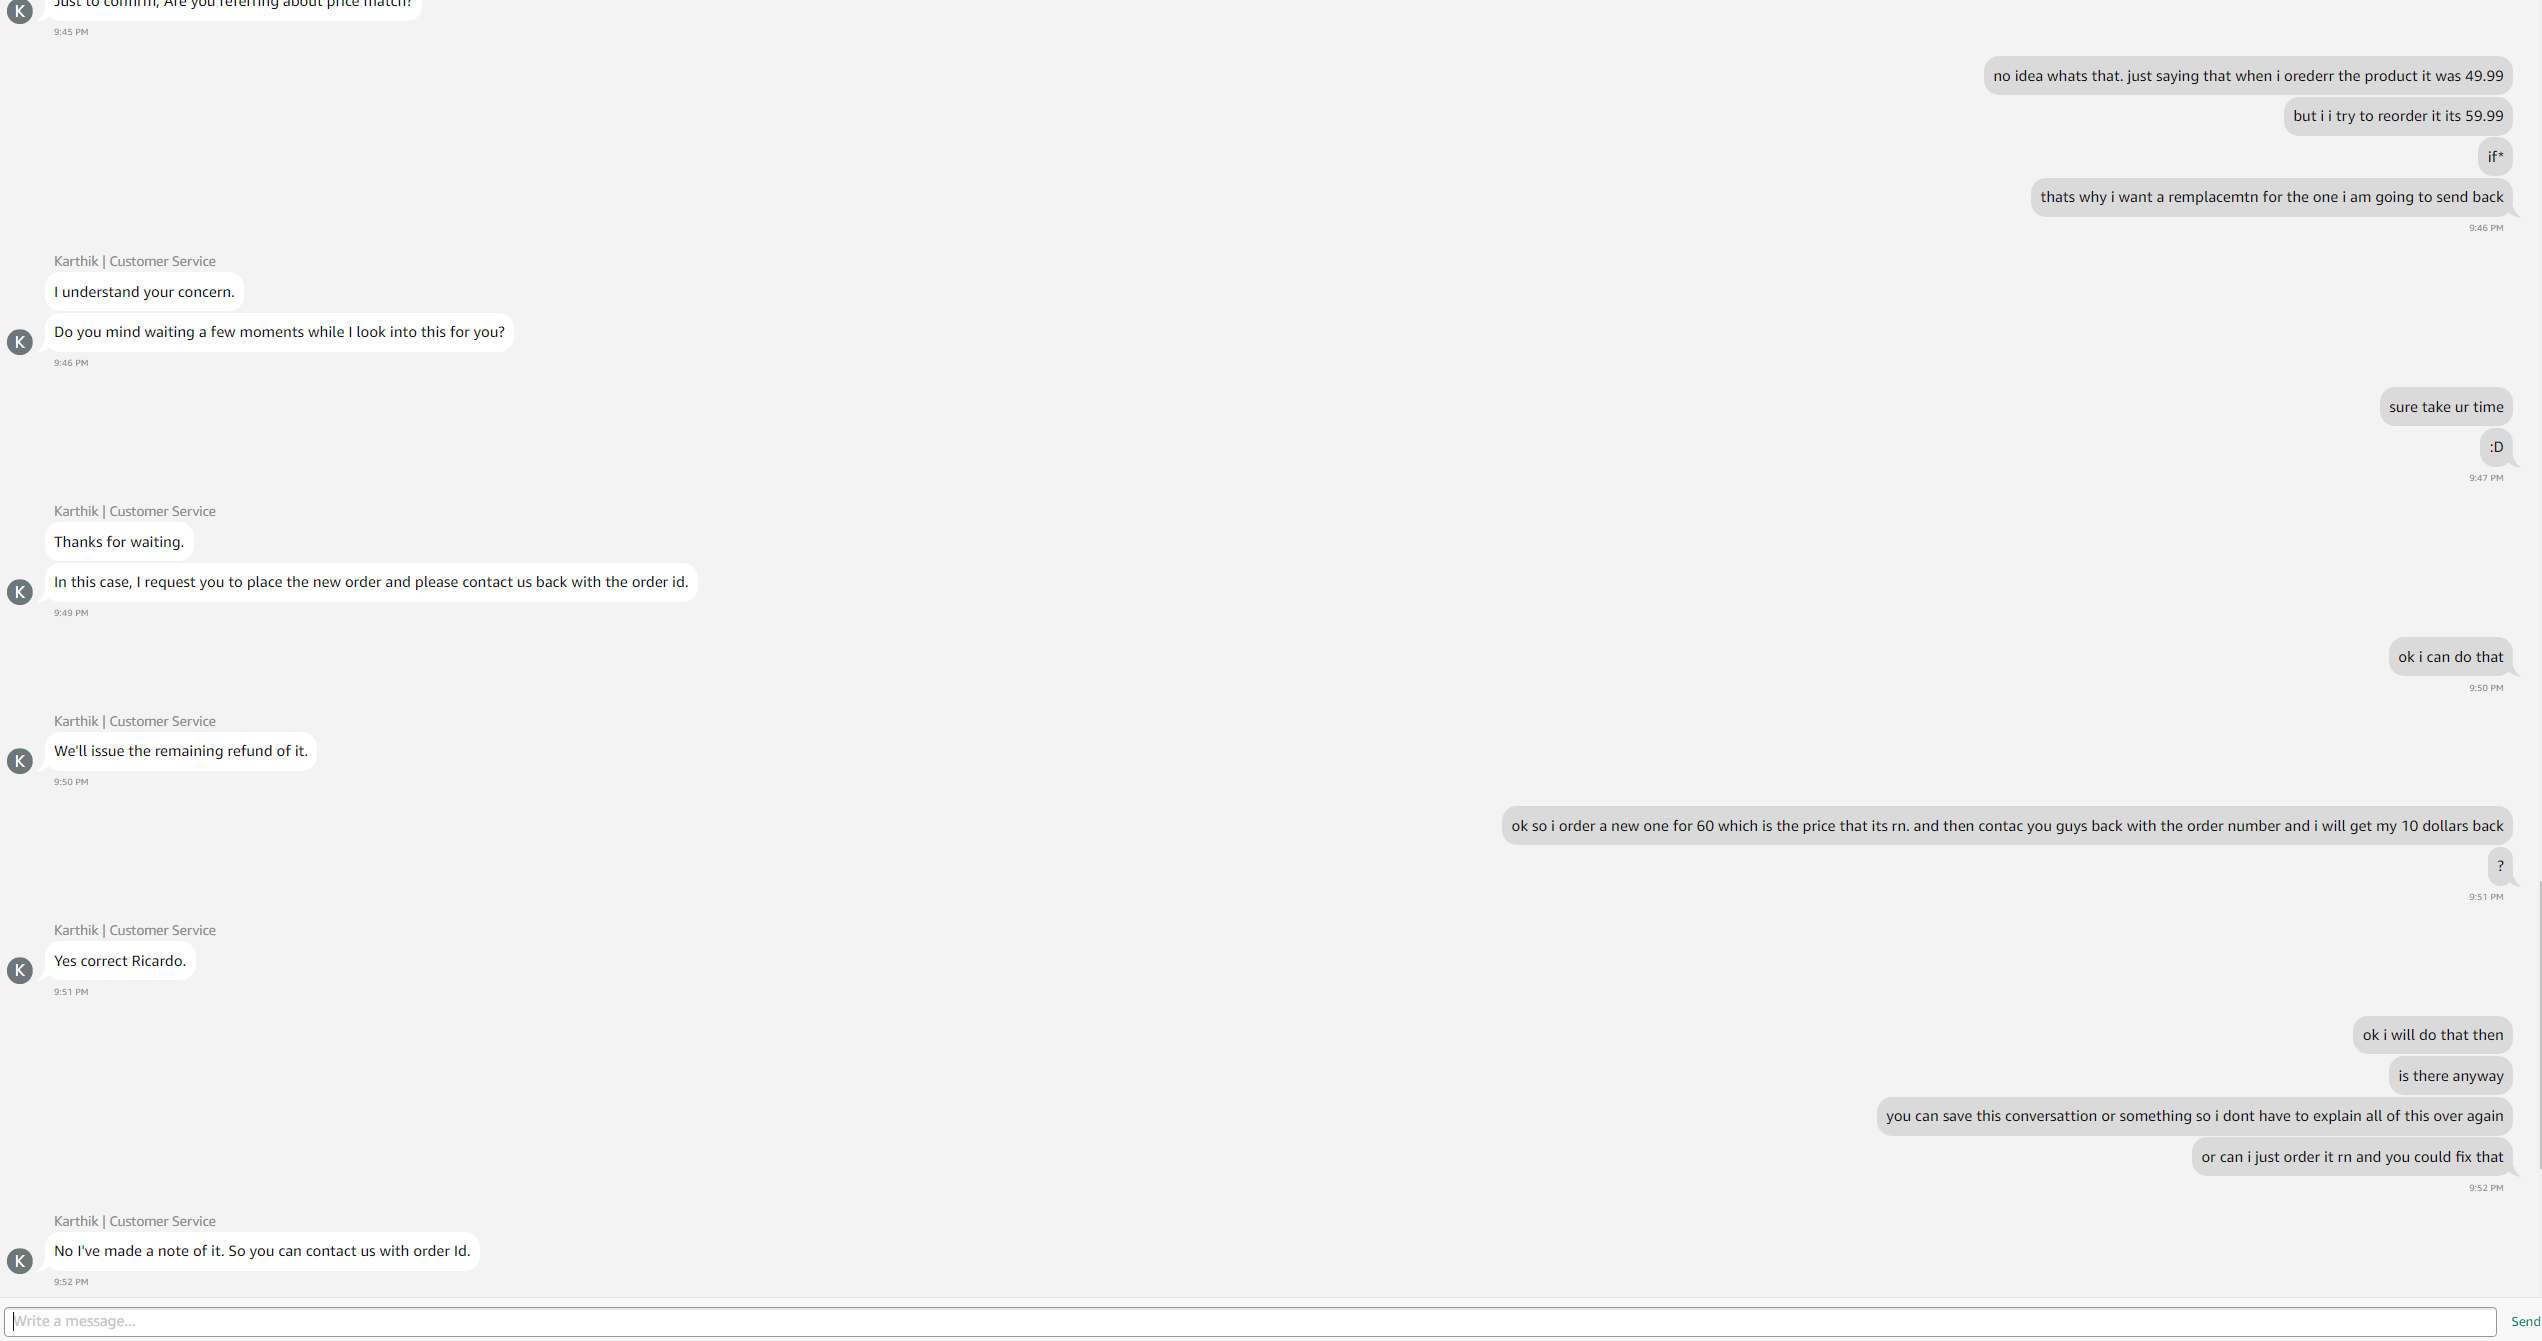 Just to confirm, Are you referring about price match?
K
9:45 PM
no idea whats that. just saying that when i orederr the product it was 49.99
but i i try to reorder it its 59.99
if*
thats why i want a remplacemtn for the one i am going to send back
9:46 PM
Karthik | Customer Service
I understand your concern.
Do you mind waiting a few moments while I look into this for you?
K
9:46 PM
sure take ur time
:D
9:47 PM
Karthik | Customer Service
Thanks for waiting.
In this case, I request you to place the new order and please contact us back with the order id.
K
9:49 PM
ok i can do that
9:50 PM
Karthik | Customer Service
We'll issue the remaining refund of it.
K
9:50 PM
ok so i order a new one for 60 which is the price that its rn. and then contac you guys back with the order number and i will get my 10 dollars back
?
9:51 PM
Karthik | Customer Service
Yes correct Ricardo.
K
9:51 PM
ok i will do that then
is there anyway
you can save this conversattion or something so i dont have to explain all of this over again
or can i just order it rn and you could fix that
9:52 PM
Karthik | Customer Service
No I've made a note of it. So you can contact us with order Id.
K
9:52 PM
Write a message...
Send